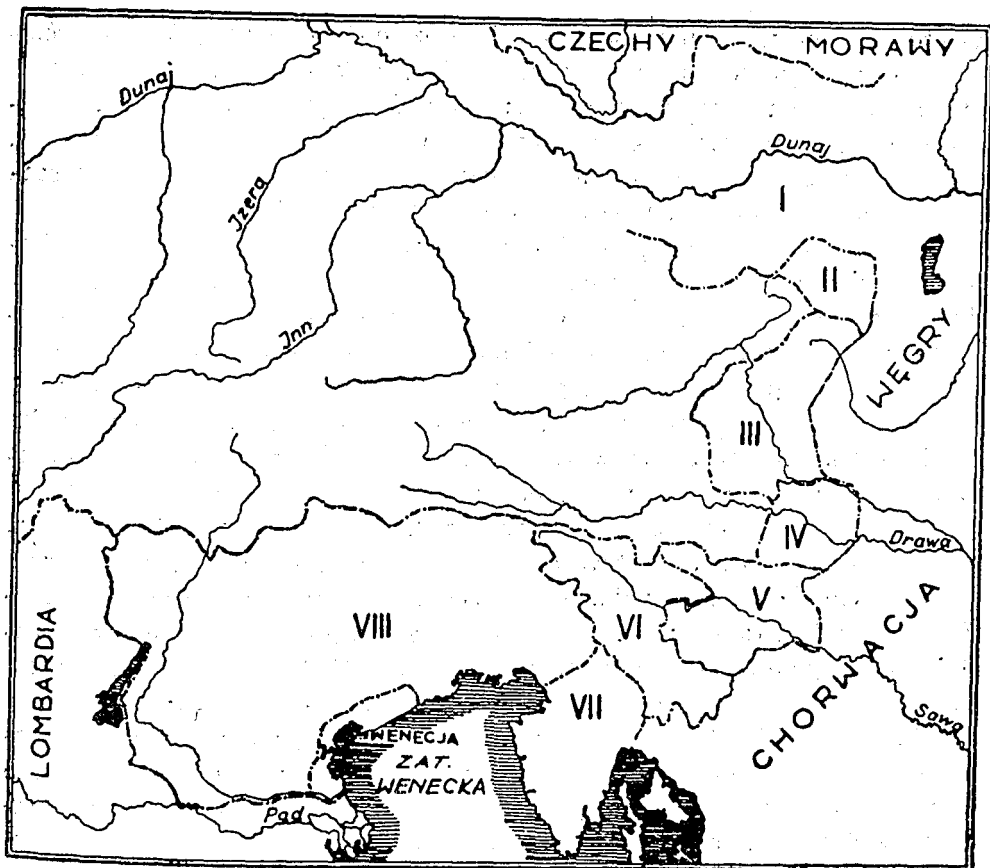 CZECHY
MORAWY
Dunaj
Dunaj
Jzera
I
II
Jnn
WĘGRY
III
IV
Drawa
V
VI
VIII
CHORWACJA
LOMBARDIA
VII
Sawa
WENECJA
ZAT.
WENECKA
Pad